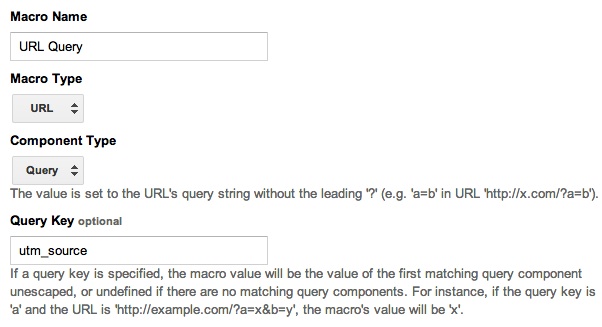 Macro Name
URL Query
Macro Type
URL
Component Type
Query
The value is set to the URL's query string without the leading '?' (e.g. 'a=b' in URL 'http://x.com/?a=b').
Query Key optional
utm_source
If a query key is specified, the macro value will be the value of the first matching query component
unescaped, or undefined if there are no matching query components. For instance, if the query key is
'a' and the URL is 'http://example.com/?a=x&b=y', the macro's value will be 'x'.